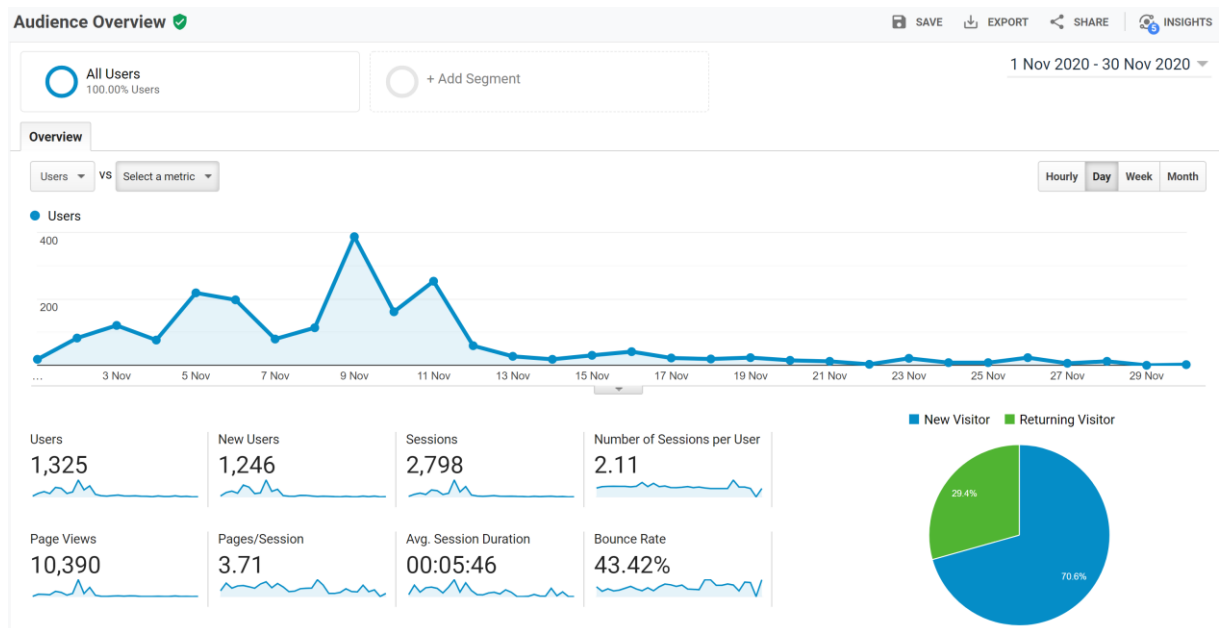 Audience Overview
SAVE EXPORT SHARE INSIGHTS
5
All Users
100.00% Users
+ Add Segment
1 Nov 2020 - 30 Nov 2020
Overview
Users VS Select a metric
Hourly Day Week Month
Users
400
200
... 3 Nov 5 Nov 7 Nov 9 Nov 11 Nov 13 Nov 15 Nov 17 Nov 19 Nov 21 Nov 23 Nov 25 Nov 27 Nov 29 Nov
New Visitor Returning Visitor
Users New Users Sessions Number of Sessions per User
1,325 1,246 2,798 2.11
29.4%
Page Views Pages/Session Avg. Session Duration Bounce Rate
10,390 3.71 00:05:46 43.42%
70.6%